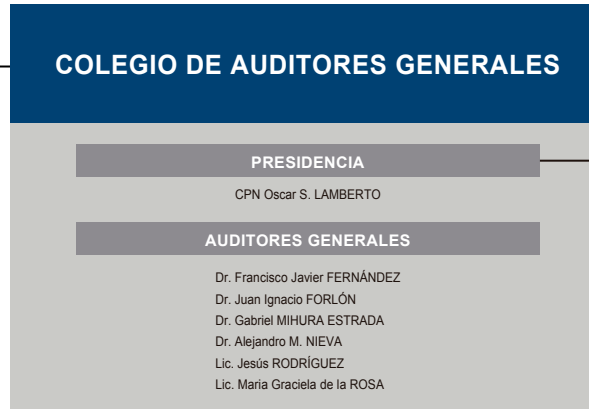 COLEGIO DE AUDITORES GENERALES
PRESIDENCIA
CPN Oscar S. LAMBERTO
AUDITORES GENERALES
Dr. Francisco Javier FERNÁNDEZ
Dr. Juan Ignacio FORLÓN
Dr. Gabriel MIHURA ESTRADA
Dr. Alejandro M. NIEVA
Lic. Jesús RODRÍGUEZ
Lic. Maria Graciela de la ROSA